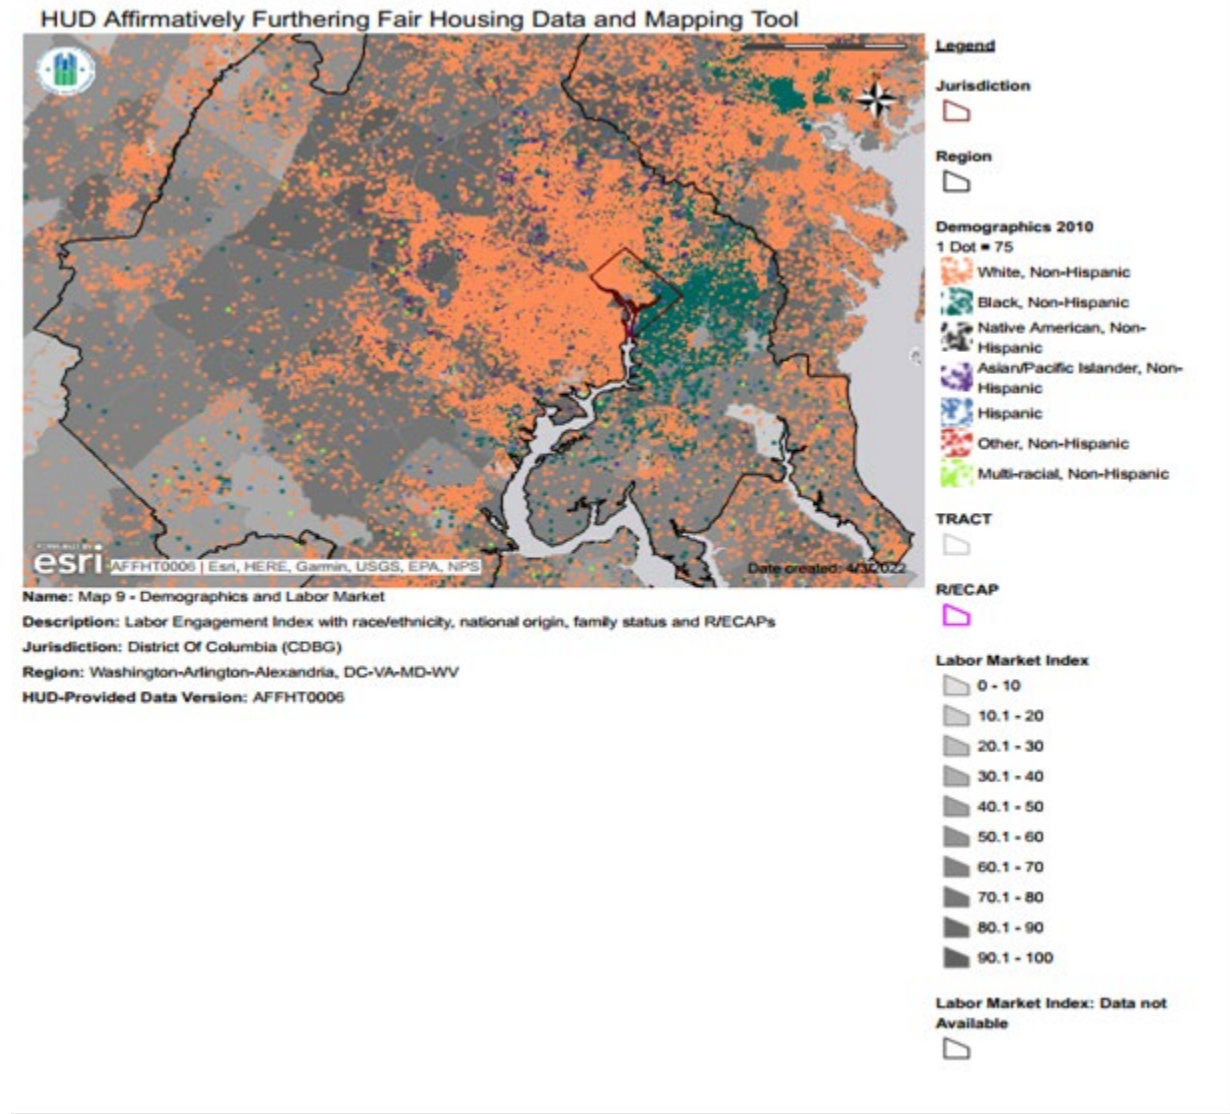 HUD Affirmatively Furthering Fair Housing Data and Mapping Tool
esri
AFFHT0006 | Esri, HERE, Garmin, USGS, EPA, NPS
Date created: 4/3/2022
Name: Map 9 - Demographics and Labor Market
Description: Labor Engagement Index with race/ethnicity, national origin, family status and R/ECAPs
Jurisdiction: District Of Columbia (CDBG)
Region: Washington-Arlington-Alexandria, DC-VA-MD-WV
HUD-Provided Data Version: AFFHT0006
Legend
Jurisdiction
Region
Demographics 2010
1 Dot = 75
White, Non-Hispanic
Black, Non-Hispanic
Native American, Non-
Hispanic
Asian/Pacific Islander, Non-
Hispanic
Hispanic
Other, Non-Hispanic
Multi-racial, Non-Hispanic
TRACT
R/ECAP
Labor Market Index
0 - 10
10.1 - 20
20.1 - 30
30.1 - 40
40.1 - 50
50.1 - 60
60.1 - 70
70.1 - 80
80.1 - 90
90.1 - 100
Labor Market Index: Data not
Available